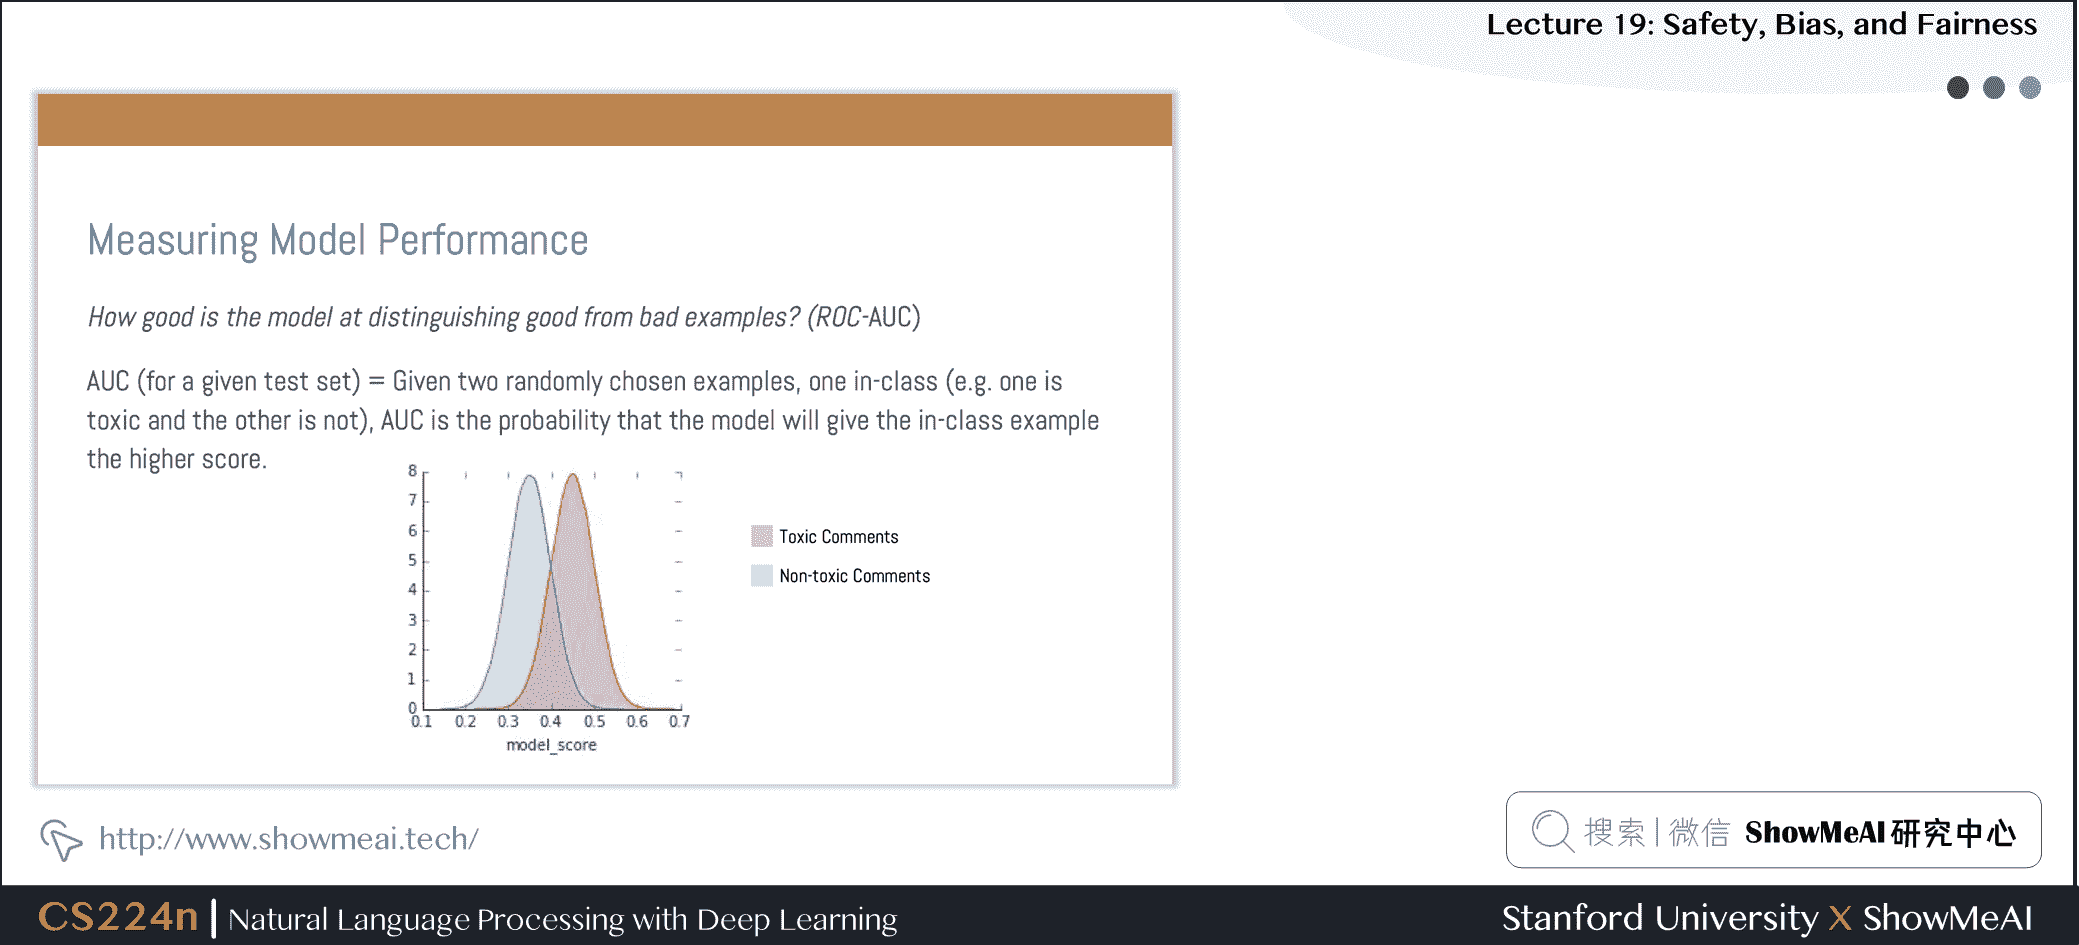 Lecture 19: Safety, Bias, and Fairness
Measuring Model Performance
How good is the model at distinguishing good from bad examples? (ROC-AUC)
AUC (for a given test set) = Given two randomly chosen examples, one in-class (e.g. one is
toxic and the other is not), AUC is the probability that the model will give the in-class example
the higher score.
8
7
6
5
4
3
2
1
0
0.1 0.2 0.3 0.4 0.5 0.6 0.7
model_score
Toxic Comments
Non-toxic Comments
http://www.showmeai.tech/
搜索 | 微信 ShowMeAI 研究中心
CS224n | Natural Language Processing with Deep Learning
Stanford University X ShowMeAI